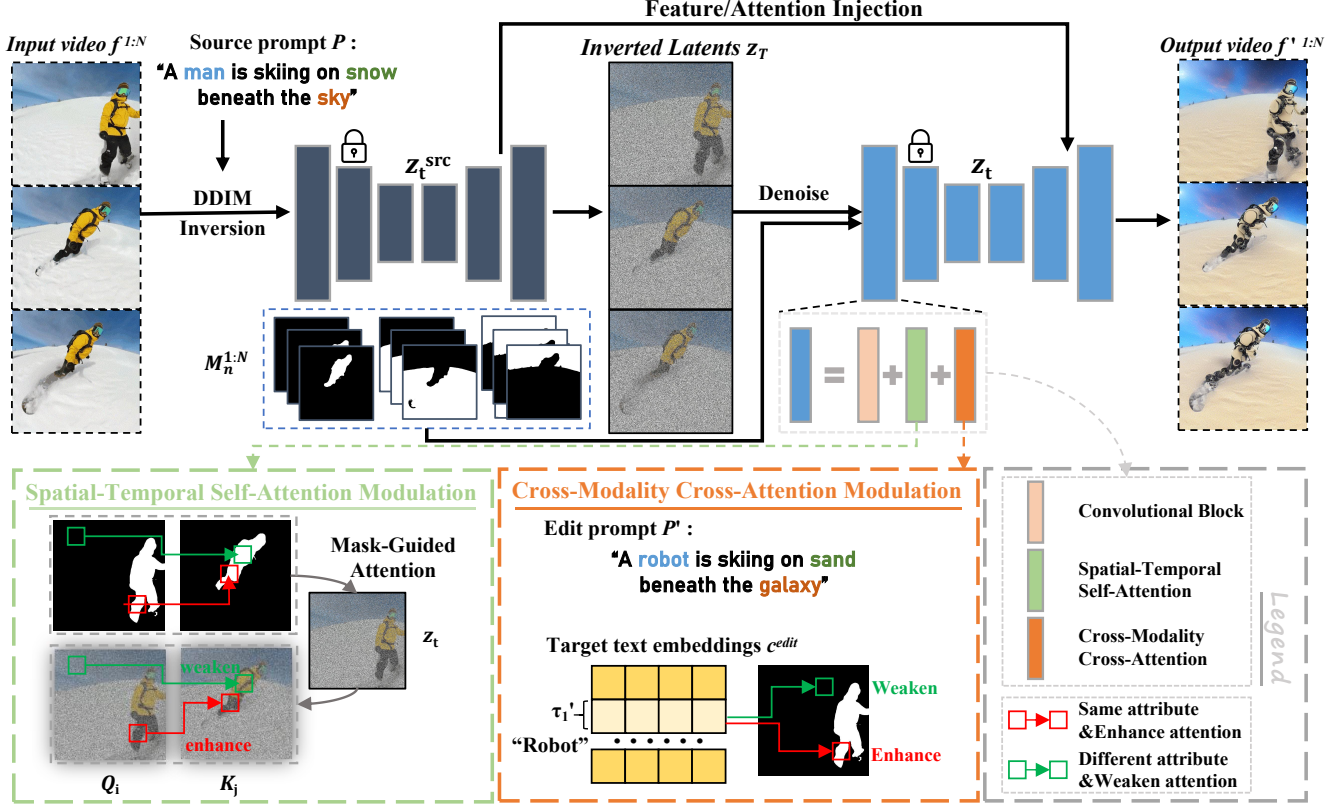 Feature/Attention Injection
Input video f 1:N
Source prompt P :
“A man is skiing on snow
beneath the sky”
Inverted Latents zT
Output video f' 1:N
DDIM
Inversion
zt src
Denoise
zt
Mn 1:N
= + +
Spatial-Temporal Self-Attention Modulation
Mask-Guided
Attention
zt
weaken
enhance
Qi
Kj
Cross-Modality Cross-Attention Modulation
Edit prompt P' :
“A robot is skiing on sand
beneath the galaxy”
Target text embeddings c edit
τ1'
“Robot”
Weaken
Enhance
Convolutional Block
Spatial-Temporal
Self-Attention
Cross-Modality
Cross-Attention
Legend
Same attribute
&Enhance attention
Different attribute
&Weaken attention